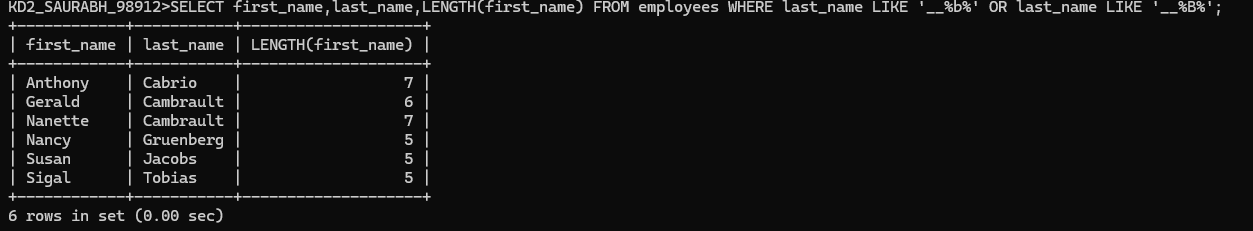 KD2_SAURABH_98912>SELECT first_name,last_name,LENGTH(first_name) FROM employees WHERE last_name LIKE '__%b%' OR last_name LIKE '__%B%';
+------------+-----------+--------------------+
| first_name | last_name | LENGTH(first_name) |
+------------+-----------+--------------------+
| Anthony    | Cabrio    |                  7 |
| Gerald     | Cambrault |                  6 |
| Nanette    | Cambrault |                  7 |
| Nancy      | Gruenberg |                  5 |
| Susan      | Jacobs    |                  5 |
| Sigal      | Tobias    |                  5 |
+------------+-----------+--------------------+
6 rows in set (0.00 sec)